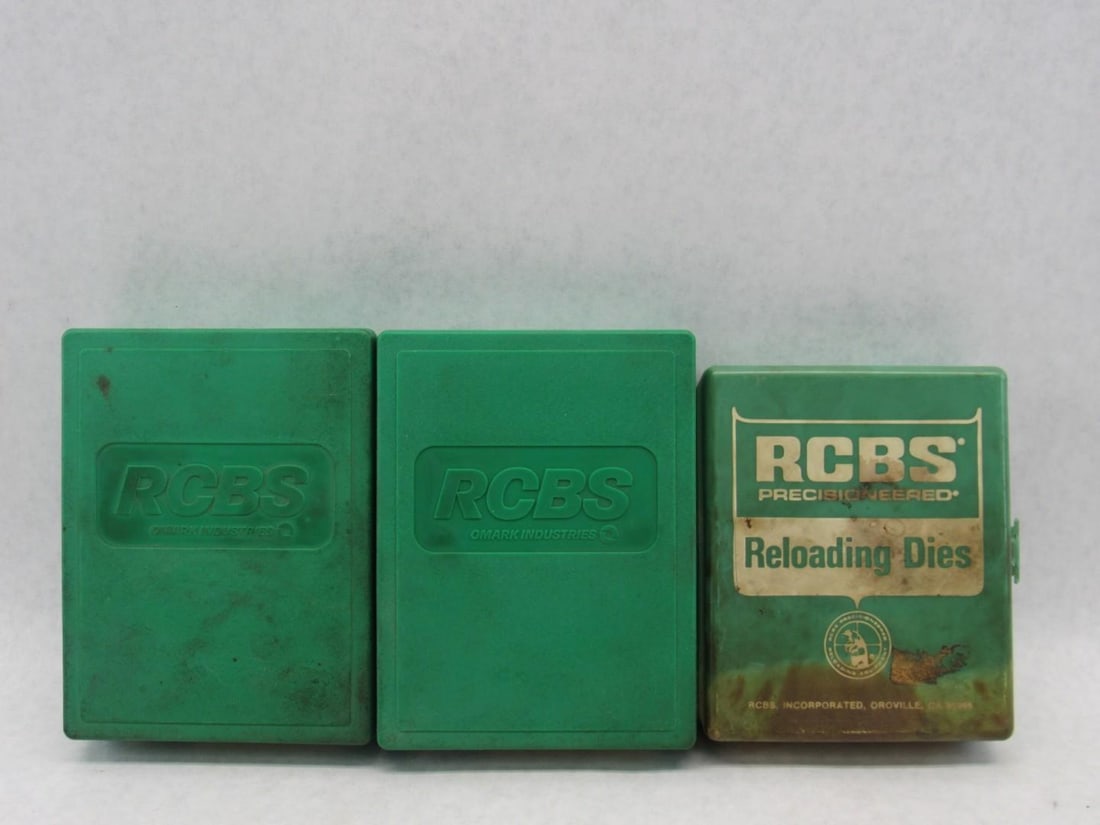 RCBS
OMARK INDUSTRIES
RCBS
OMARK INDUSTRIES
RCBS®
PRECISIONEERED®
Reloading Dies
RCBS, INCORPORATED, OROVILLE, CA